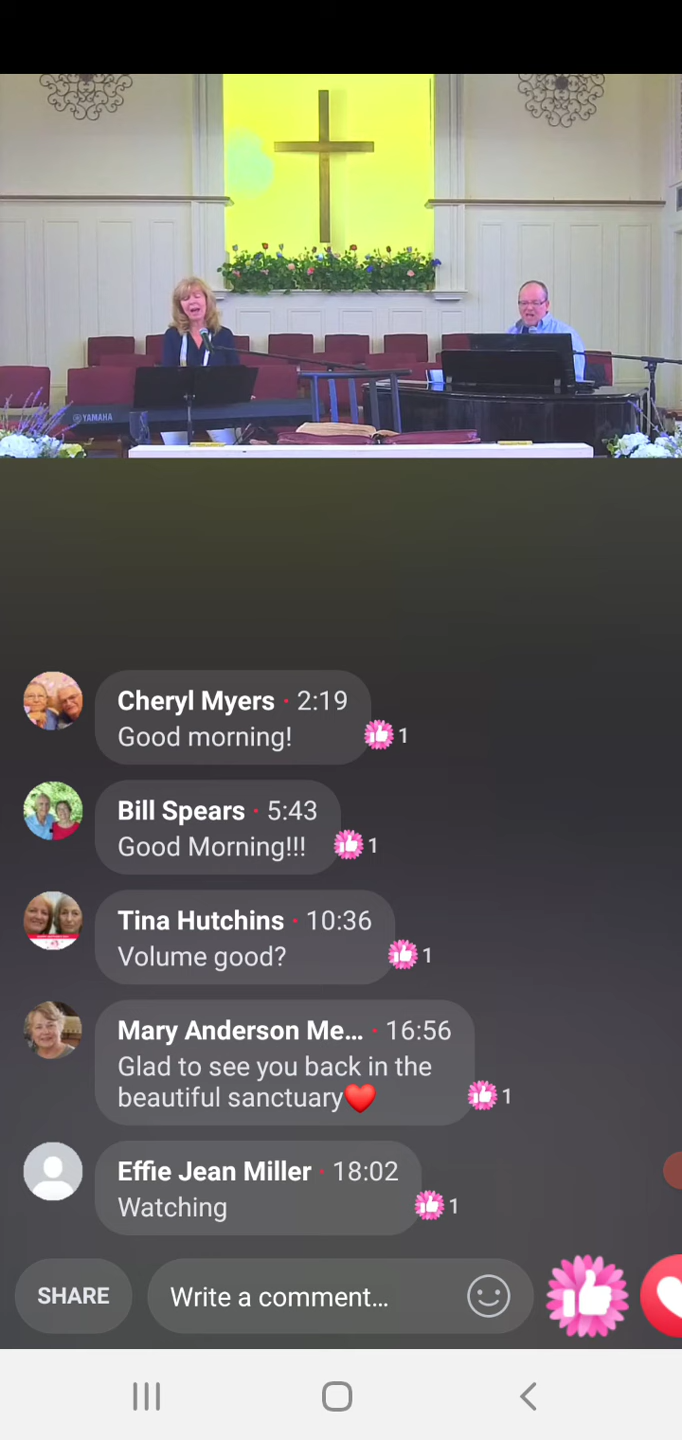 YAMAHA
Cheryl Myers · 2:19
Good morning!
1
Bill Spears · 5:43
Good Morning!!!
1
Tina Hutchins · 10:36
Volume good?
1
Mary Anderson Me... · 16:56
Glad to see you back in the
beautiful sanctuary❤️
1
Effie Jean Miller · 18:02
Watching
1
SHARE
Write a comment...